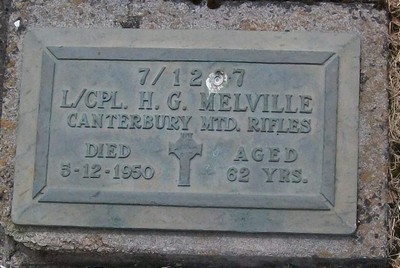 L/CPL. H. G. MELVILLE
CANTERBURY MTD. RIFLES
DIED AGED
5-12-1950 62 YRS.